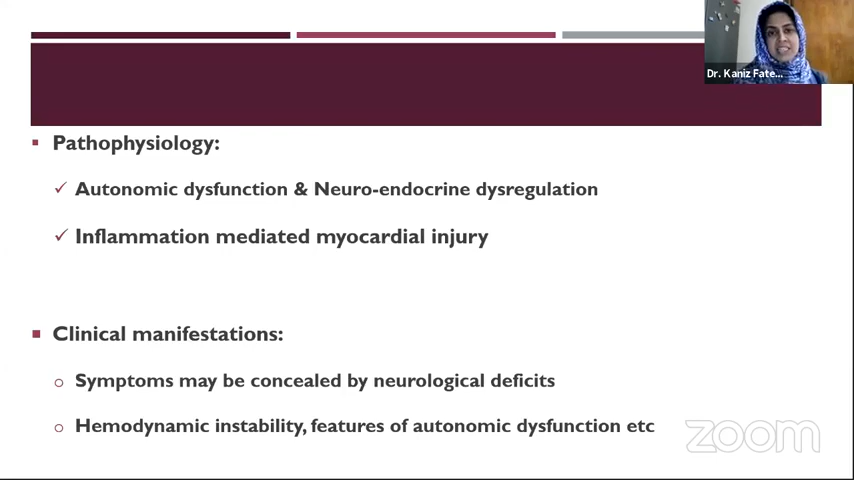 Dr. Kaniz Fate...
Pathophysiology:
Autonomic dysfunction & Neuro-endocrine dysregulation
Inflammation mediated myocardial injury
Clinical manifestations:
Symptoms may be concealed by neurological deficits
Hemodynamic instability, features of autonomic dysfunction etc
zoom